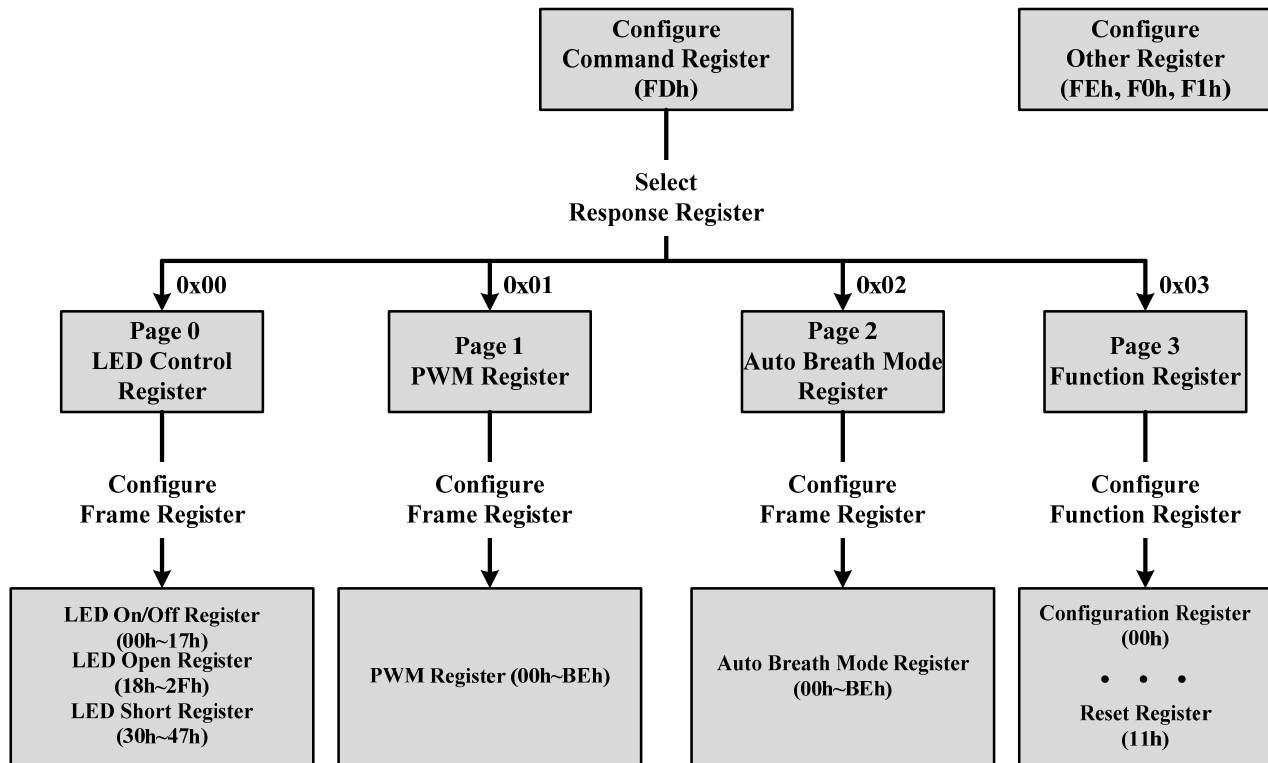 Configure
Command Register
(FDh)
Configure
Other Register
(FEh, F0h, F1h)
Select
Response Register
0x00
0x01
0x02
0x03
Page 0
LED Control
Register
Page 1
PWM Register
Page 2
Auto Breath Mode
Register
Page 3
Function Register
Configure
Frame Register
Configure
Frame Register
Configure
Frame Register
Configure
Function Register
LED On/Off Register
(00h~17h)
LED Open Register
(18h~2Fh)
LED Short Register
(30h~47h)
PWM Register (00h~BEh)
Auto Breath Mode Register
(00h~BEh)
Configuration Register
(00h)
• • •
Reset Register
(11h)